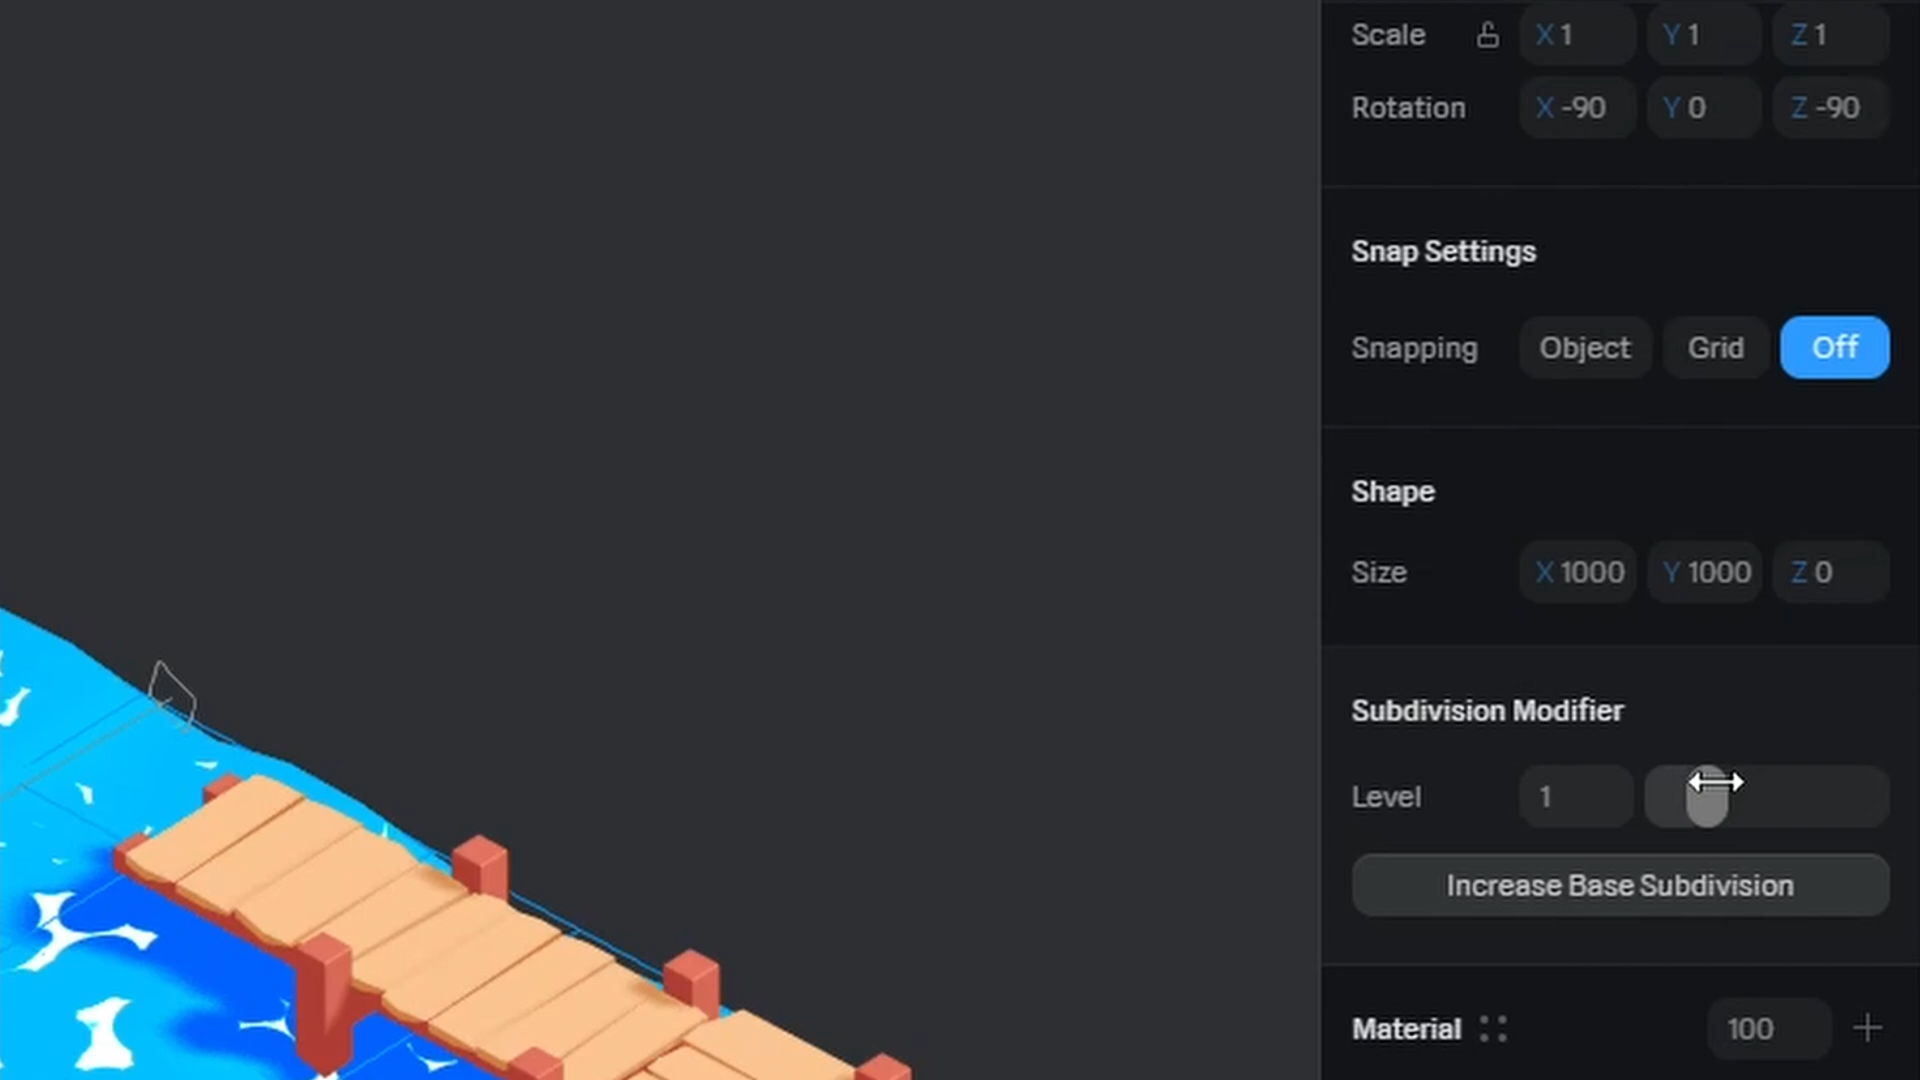 Scale X 1 Y 1 Z 1
Rotation X -90 Y 0 Z -90
Snap Settings
Snapping Object Grid Off
Shape
Size X 1000 Y 1000 Z 0
Subdivision Modifier
Level 1
Increase Base Subdivision
Material 100